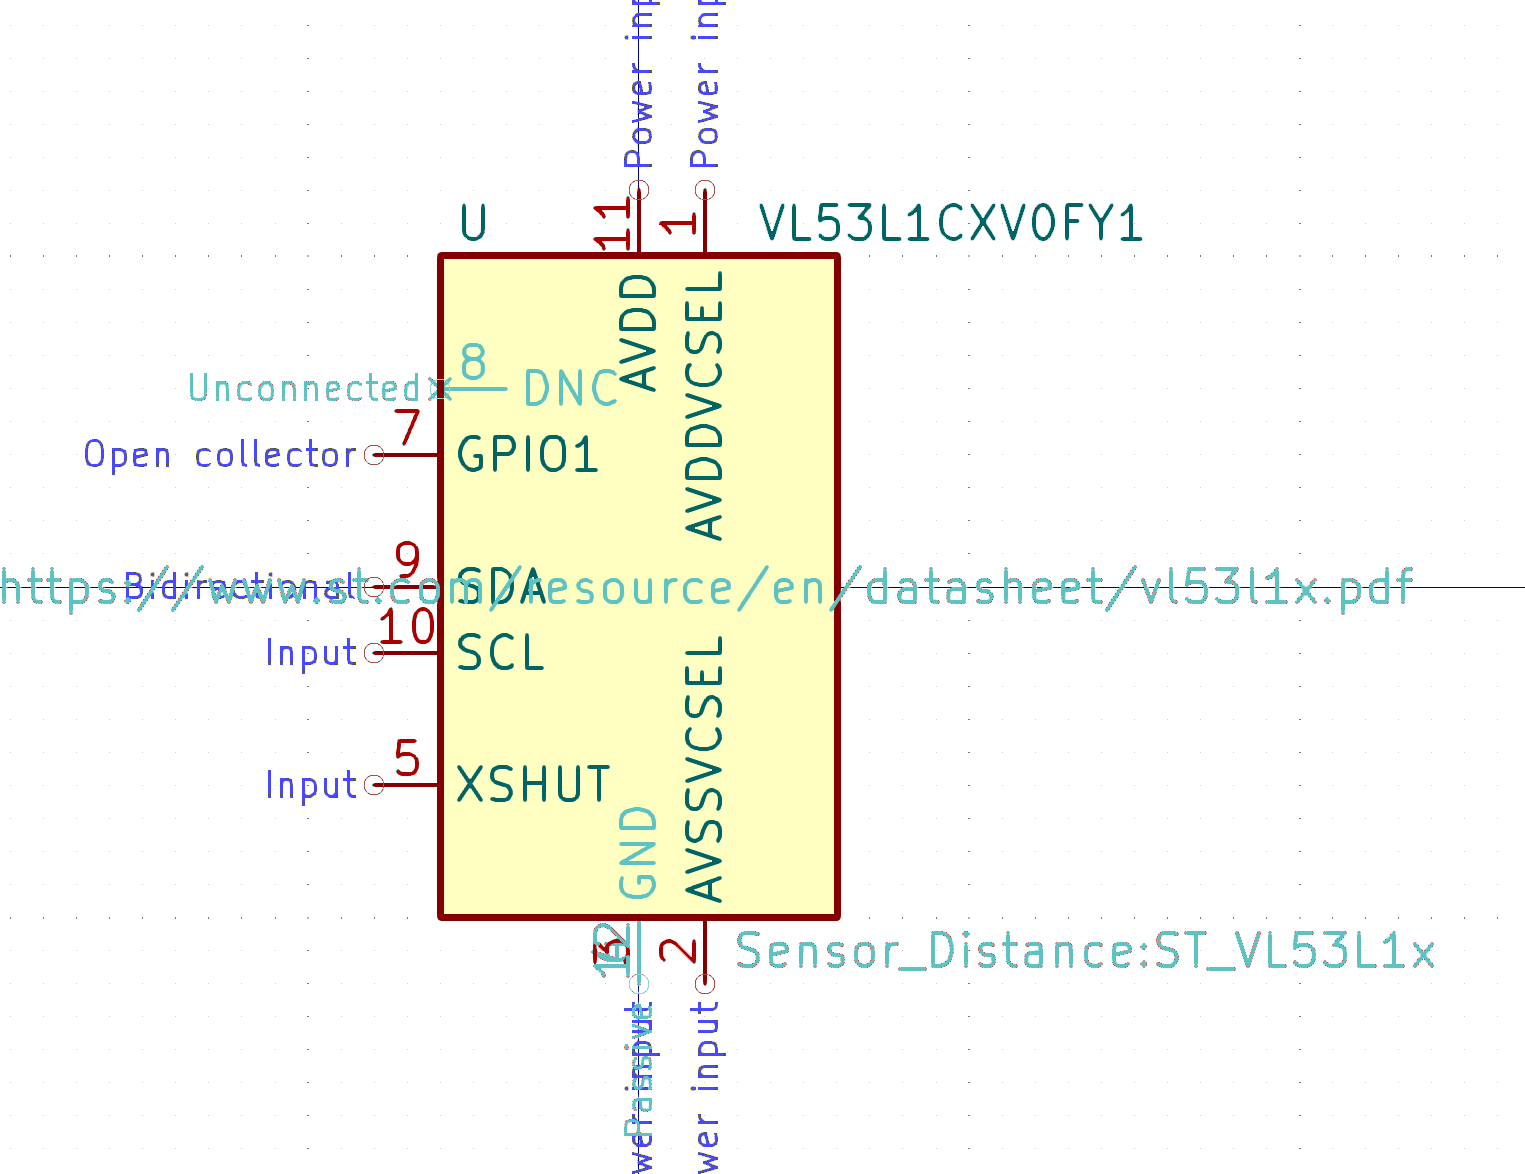 Power inp
Power inp
11
1
U
VL53L1CXV0FY1
AVDD
AVDDVCSEL
8
Unconnected
DNC
7
Open collector
GPIO1
9
Bidirectional
SDA
https://www.st.com/resource/en/datasheet/vl53l1x.pdf
10
Input
SCL
5
Input
XSHUT
GND
AVSSVCSEL
2
Sensor_Distance:ST_VL53L1x
Passive
wer input
wer input